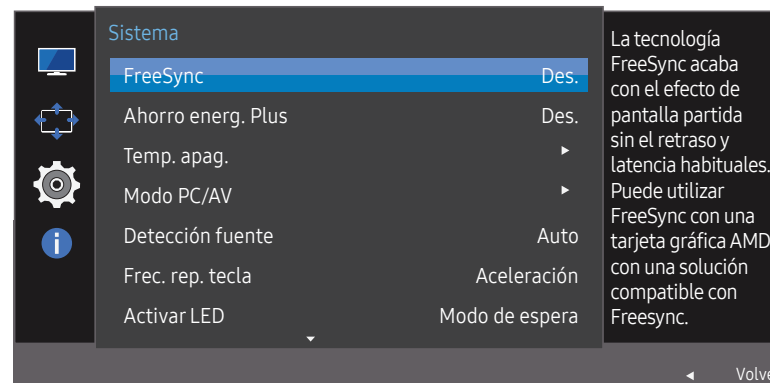 Sistema
FreeSync Des.
Ahorro energ. Plus Des.
Temp. apag.
Modo PC/AV
Detección fuente Auto
Frec. rep. tecla Aceleración
Activar LED Modo de espera
La tecnología
FreeSync acaba
con el efecto de
pantalla partida
sin el retraso y
latencia habituales.
Puede utilizar
FreeSync con una
tarjeta gráfica AMD
con una solución
compatible con
Freesync.
Volve